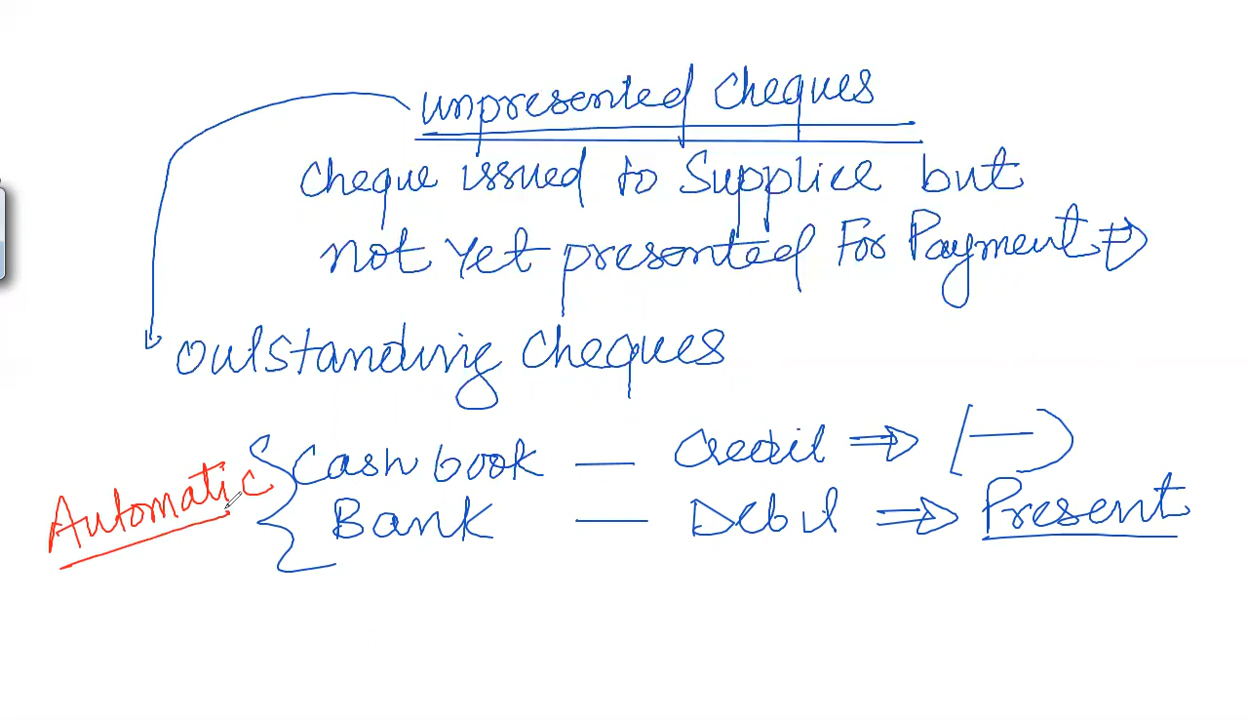 unpresented cheques
cheque issued to Supplice but
not Yet presented For Payment ⇒
outstanding cheques
Automatic
Cash book — Credit ⇒ (—)
Bank — Debit ⇒ Present